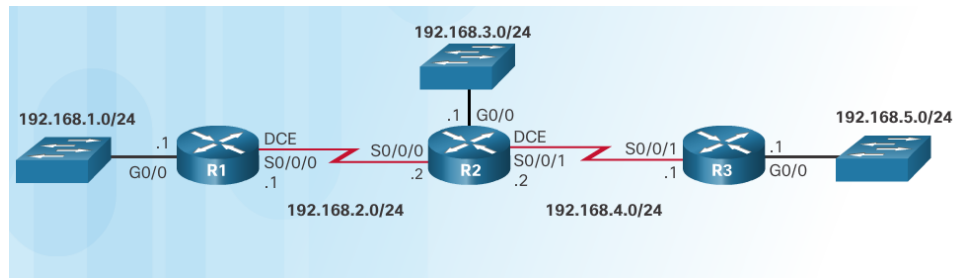 192.168.3.0/24
192.168.1.0/24
.1
G0/0
R1
DCE
S0/0/0
.1
192.168.2.0/24
.1
G0/0
S0/0/0
.2
R2
DCE
S0/0/1
.2
192.168.4.0/24
S0/0/1
.1
R3
.1
G0/0
192.168.5.0/24